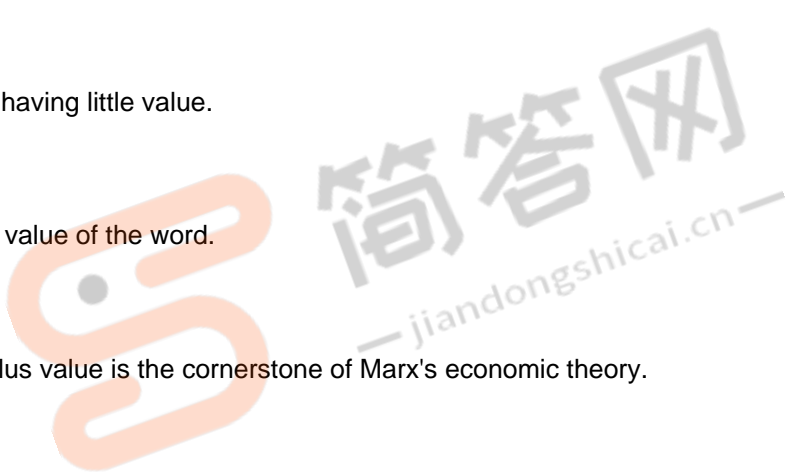 having little value.
简答网
value of the word.
jiandongshicai.cn
lus value is the cornerstone of Marx's economic theory.